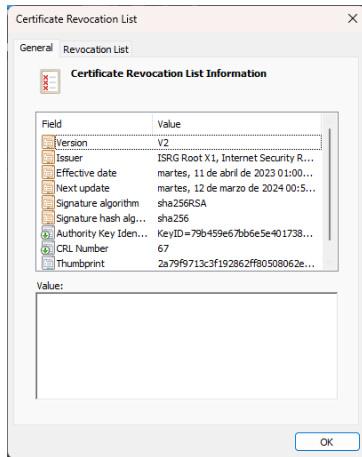 Certificate Revocation List
General Revocation List
Certificate Revocation List Information
Field Value
Version V2
Issuer ISRG Root X1, Internet Security R...
Effective date martes, 11 de abril de 2023 01:00...
Next update martes, 12 de marzo de 2024 00:5...
Signature algorithm sha256RSA
Signature hash alg... sha256
Authority Key Iden... KeyID=79b459e67bb6e5e401738...
CRL Number 67
Thumbprint 2a79f9713c3f192862ff80508062e...
Value:
OK